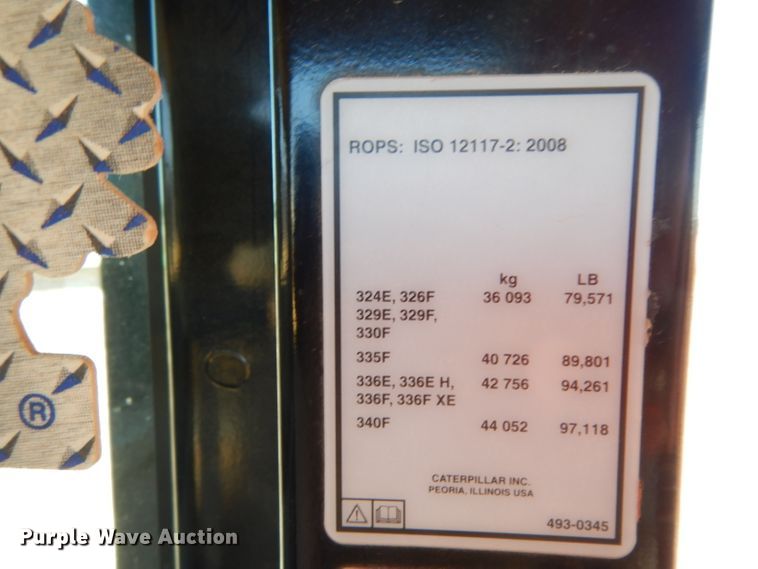 ROPS: ISO 12117-2: 2008
kg LB
324E, 326F 36 093 79,571
329E, 329F,
330F
335F 40 726 89,801
336E, 336E H, 42 756 94,261
336F, 336F XE
340F 44 052 97,118
CATERPILLAR INC.
PEORIA, ILLINOIS USA
493-0345
®
Purple Wave Auction